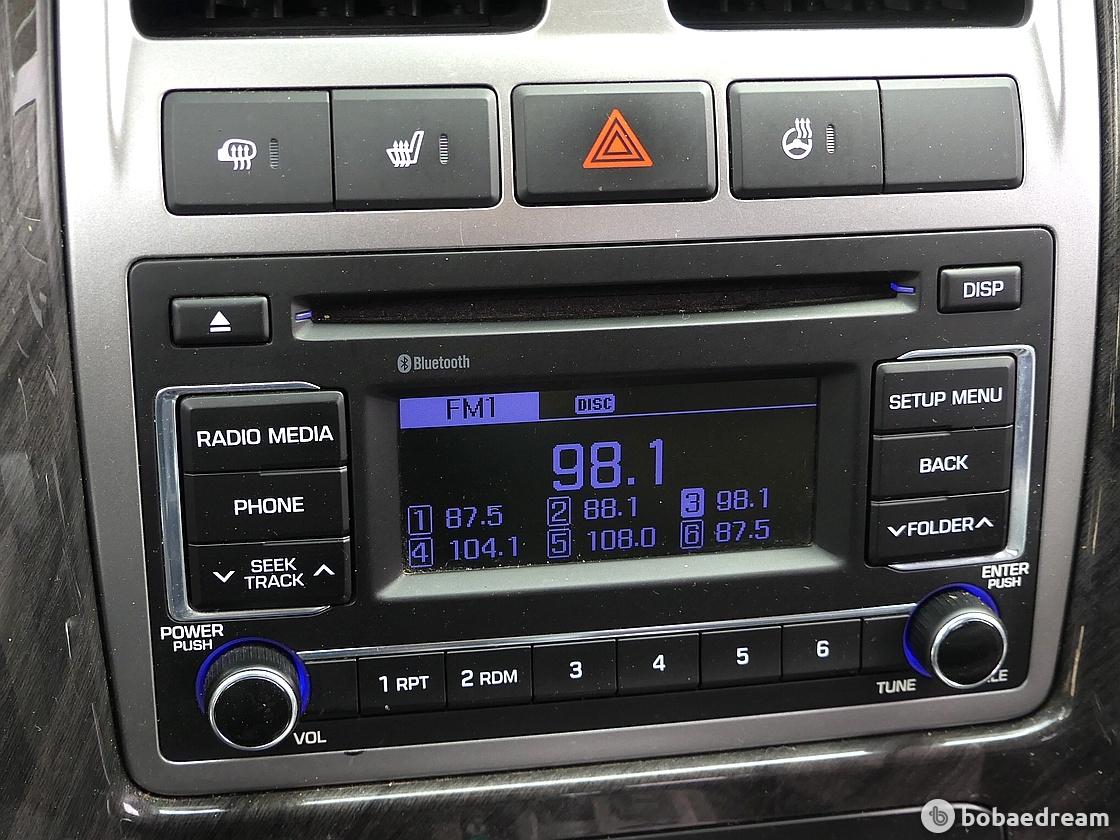 DISP
Bluetooth
FM1 DISC
98.1
1 87.5 2 88.1 3 98.1
4 104.1 5 108.0 6 87.5
RADIO MEDIA
PHONE
SEEK
TRACK
SETUP MENU
BACK
FOLDER
ENTER
PUSH
POWER
PUSH
VOL
1 RPT
2 RDM
3
4
5
6
TUNE
bobaedream